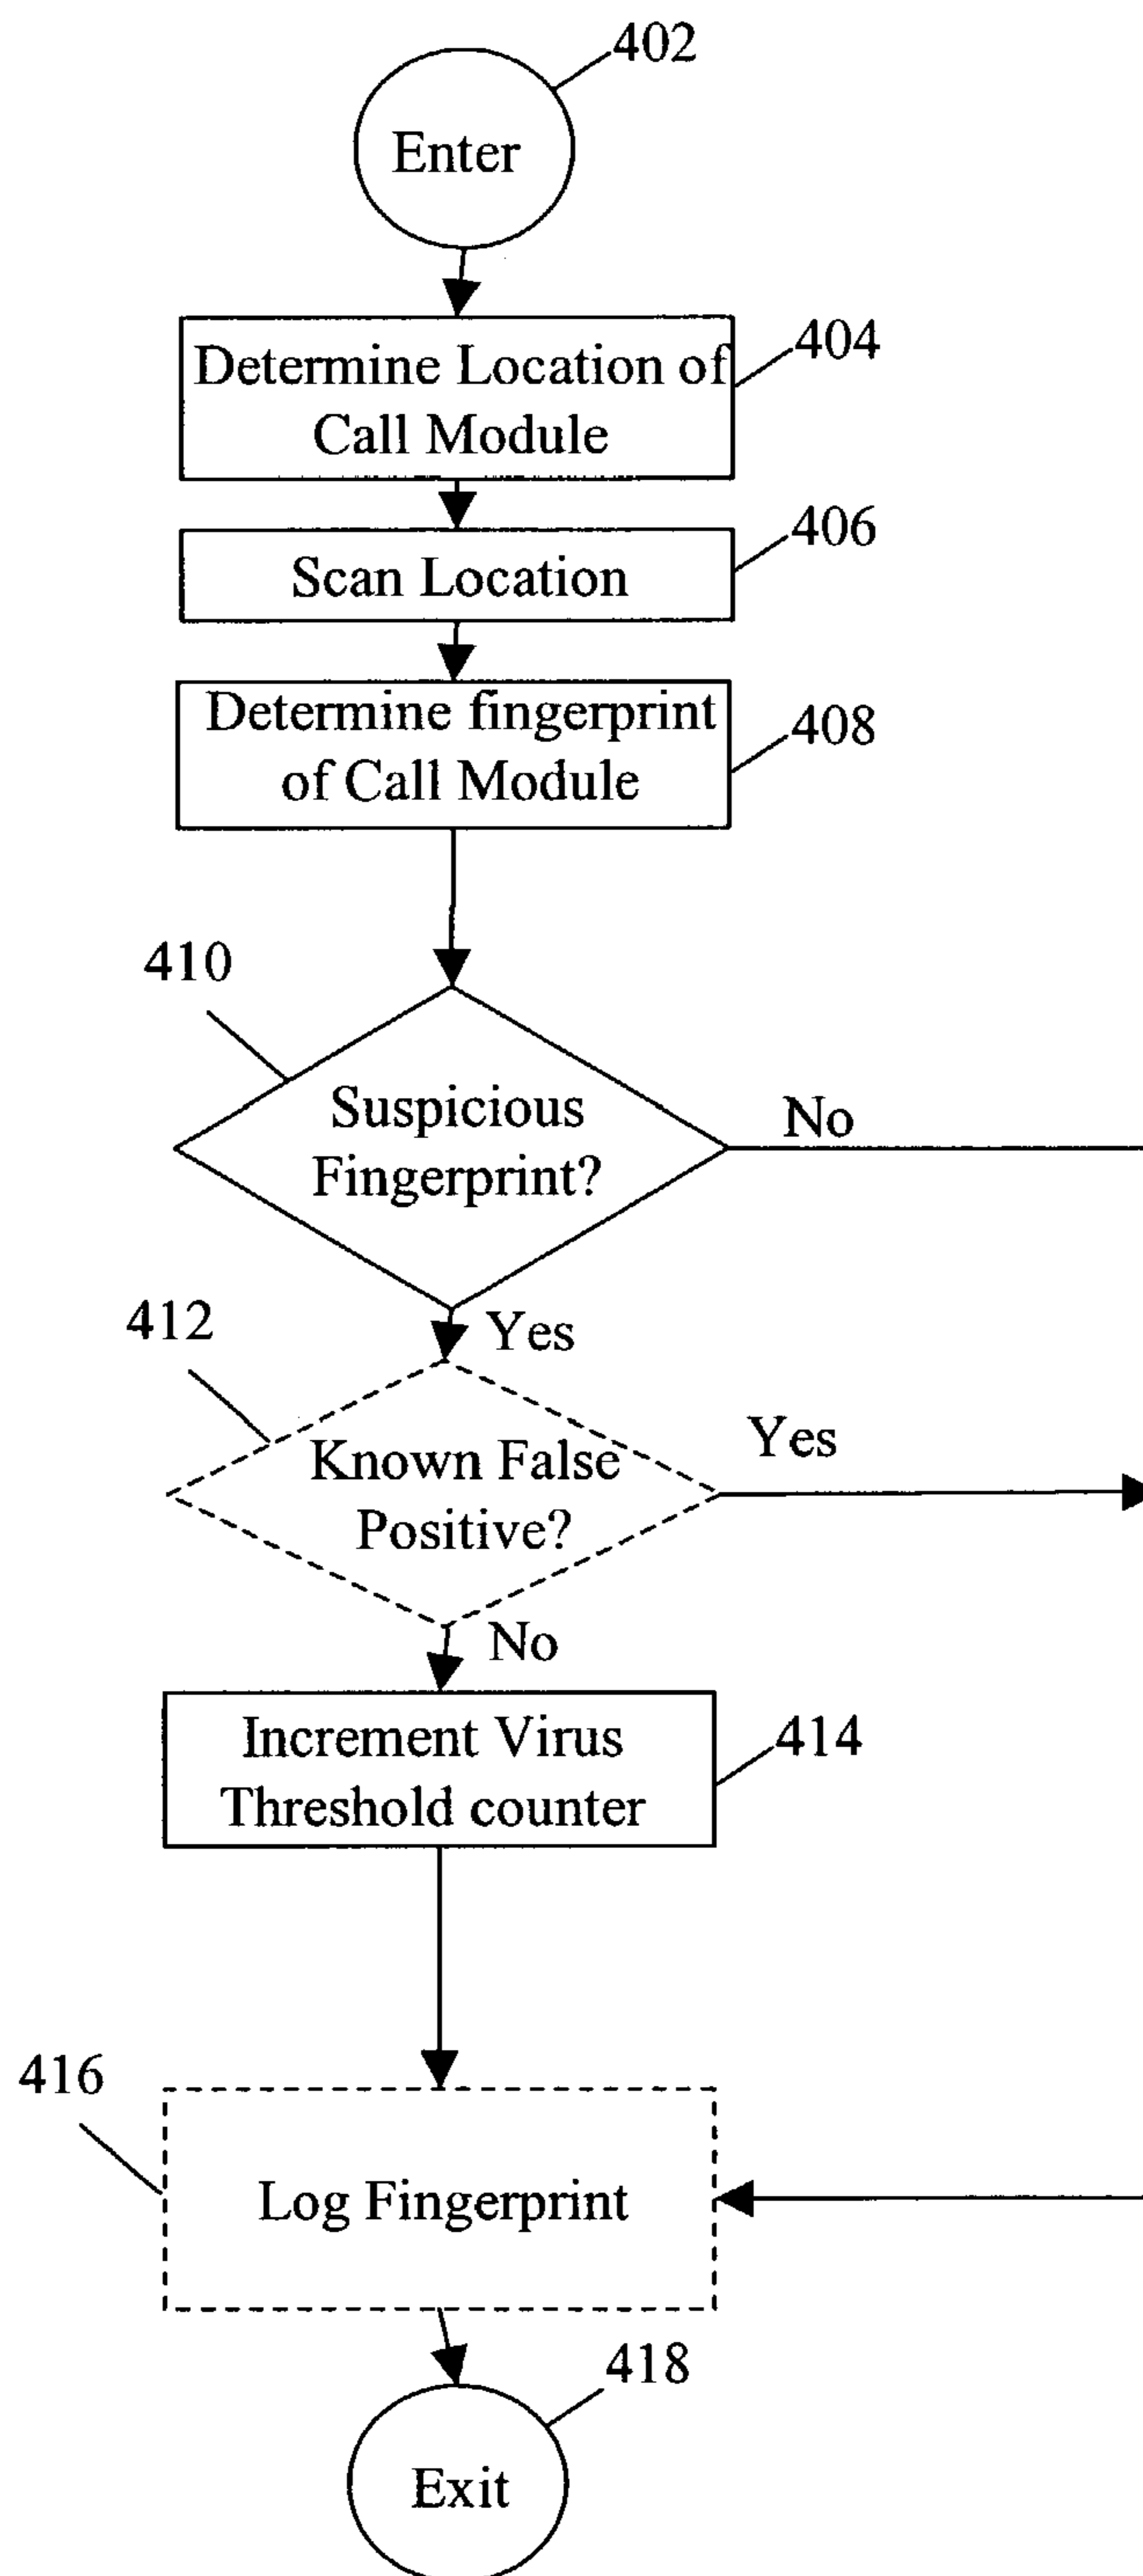 402
Enter
Determine Location of
Call Module
404
Scan Location
406
Determine fingerprint
of Call Module
408
410
Suspicious
Fingerprint?
No
Yes
412
Known False
Positive?
Yes
No
Increment Virus
Threshold counter
414
416
Log Fingerprint
418
Exit